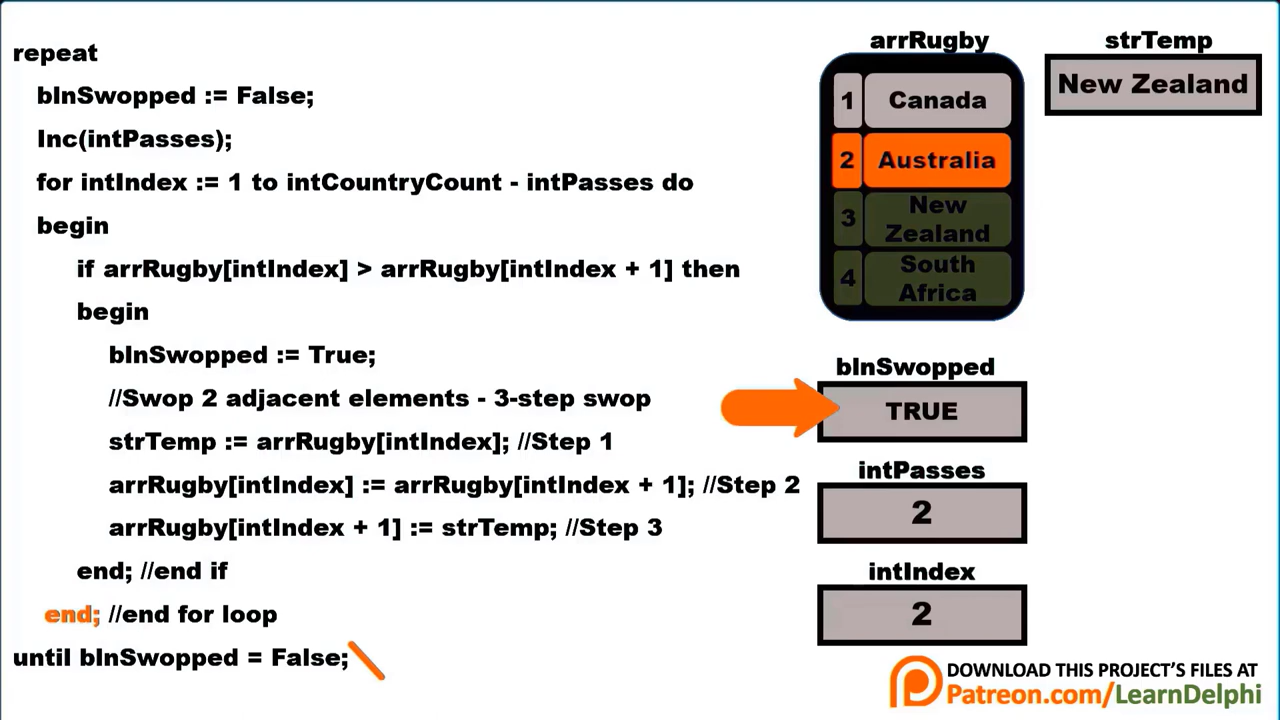 repeat
blnSwopped := False;
Inc(intPasses);
for intIndex := 1 to intCountryCount - intPasses do
begin
if arrRugby[intIndex] > arrRugby[intIndex + 1] then
begin
blnSwopped := True;
//Swop 2 adjacent elements - 3-step swop
strTemp := arrRugby[intIndex]; //Step 1
arrRugby[intIndex] := arrRugby[intIndex + 1]; //Step 2
arrRugby[intIndex + 1] := strTemp; //Step 3
end; //end if
end; //end for loop
until blnSwopped = False;
arrRugby
1 Canada
2 Australia
3 New
Zealand
4 South
Africa
strTemp
New Zealand
blnSwopped
TRUE
intPasses
2
intIndex
2
DOWNLOAD THIS PROJECT'S FILES AT
Patreon.com/LearnDelphi